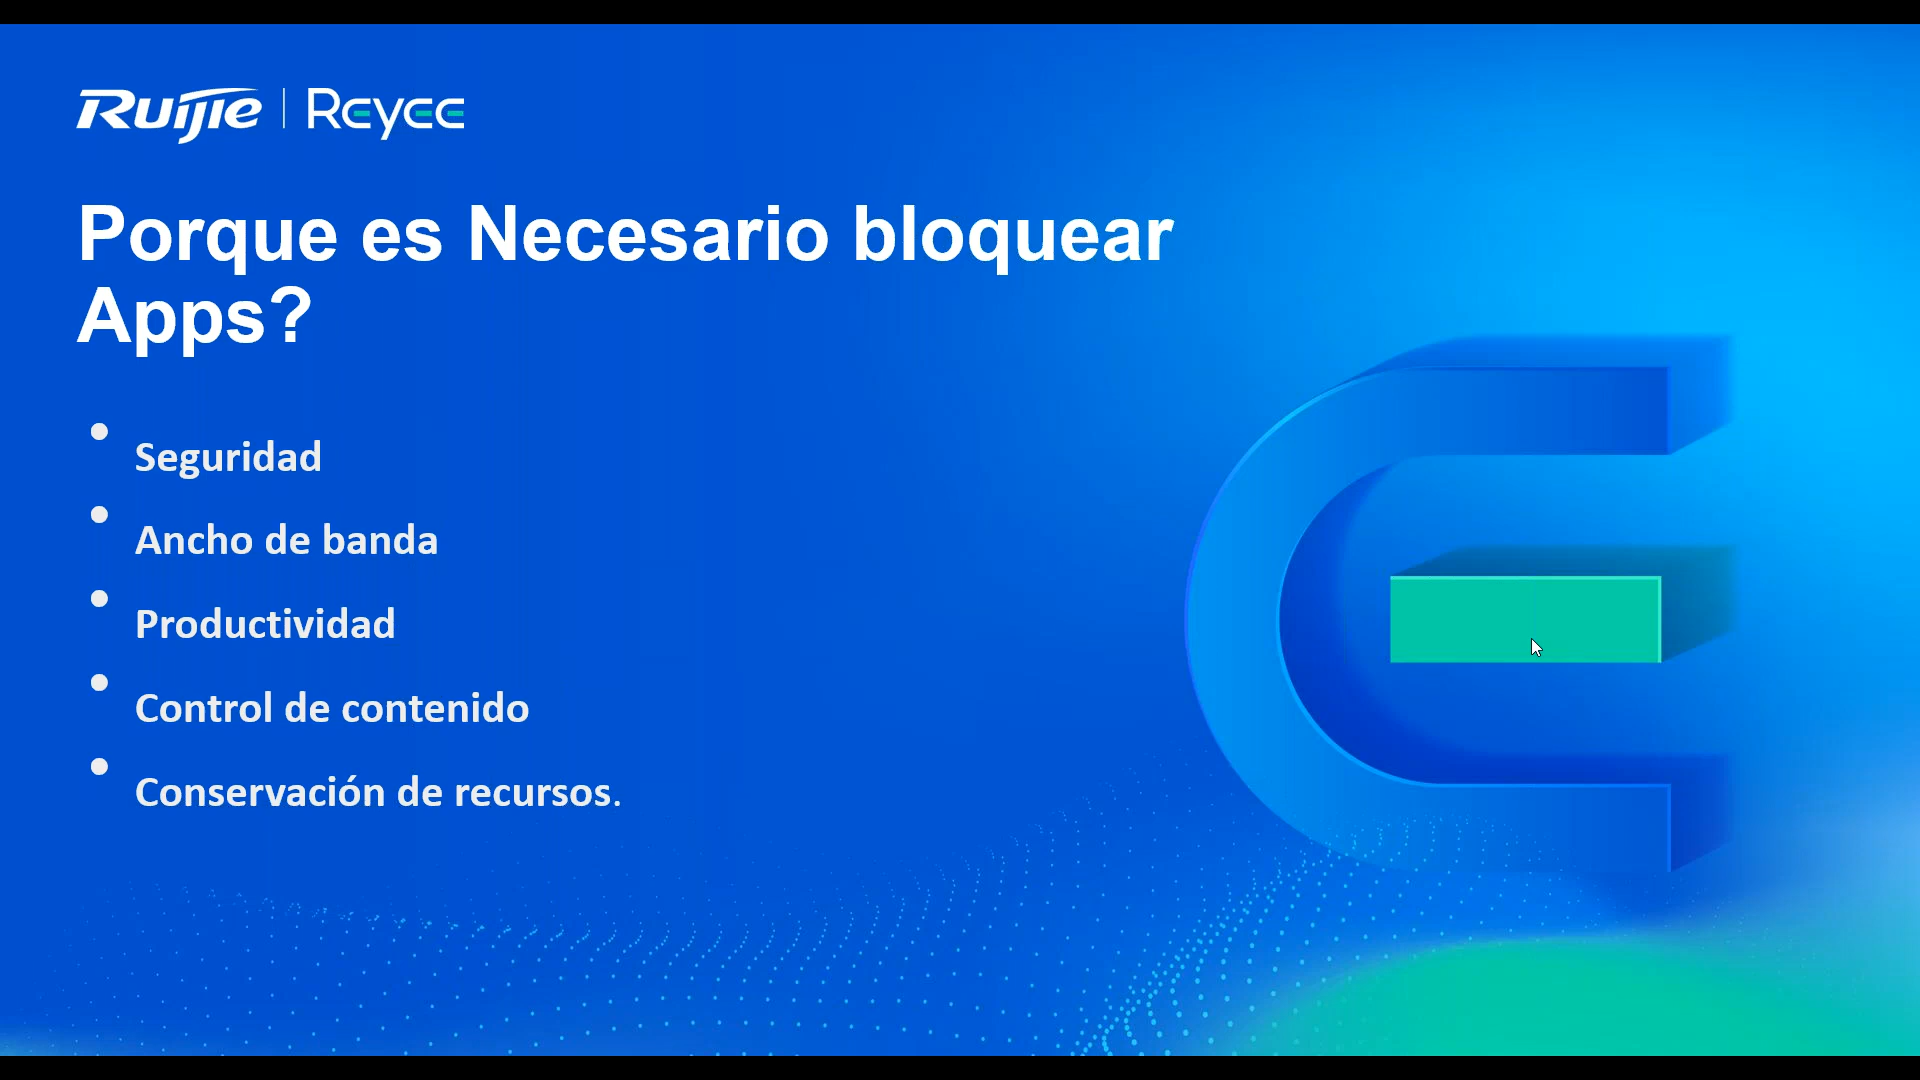 Ruijie | Reyee
Porque es Necesario bloquear
Apps?
• Seguridad
• Ancho de banda
• Productividad
• Control de contenido
• Conservación de recursos.